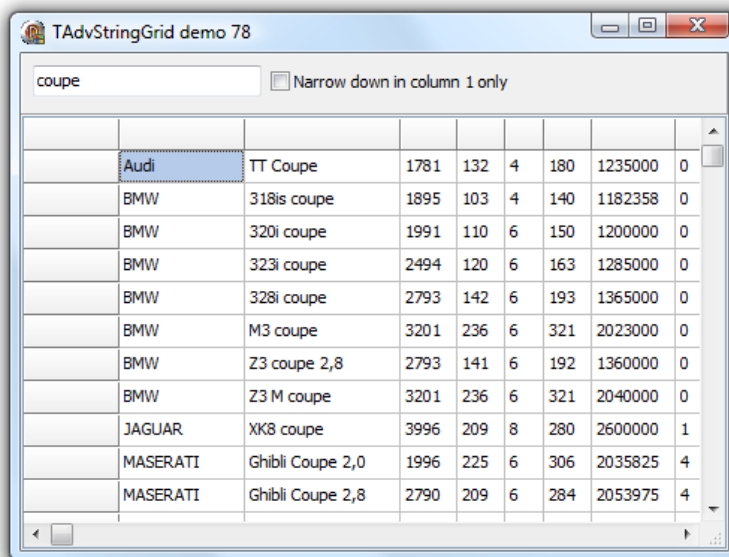 TAdvStringGrid demo 78
coupe Narrow down in column 1 only
Audi TT Coupe 1781 132 4 180 1235000 0
BMW 318is coupe 1895 103 4 140 1182358 0
BMW 320i coupe 1991 110 6 150 1200000 0
BMW 323i coupe 2494 120 6 163 1285000 0
BMW 328i coupe 2793 142 6 193 1365000 0
BMW M3 coupe 3201 236 6 321 2023000 0
BMW Z3 coupe 2,8 2793 141 6 192 1360000 0
BMW Z3 M coupe 3201 236 6 321 2040000 0
JAGUAR XK8 coupe 3996 209 8 280 2600000 1
MASERATI Ghibli Coupe 2,0 1996 225 6 306 2035825 4
MASERATI Ghibli Coupe 2,8 2790 209 6 284 2053975 4